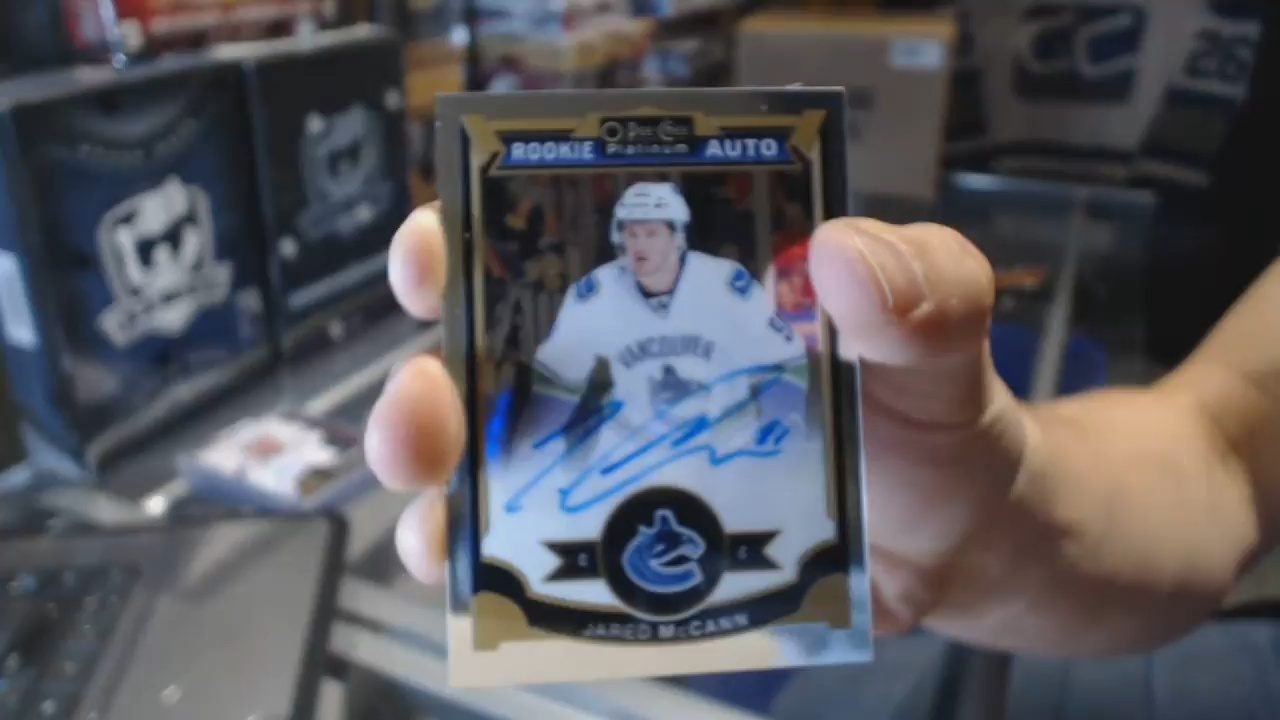 O-Pee-Chee
ROOKIE Platinum AUTO
VANCOUVER
C C
JARED McCANN